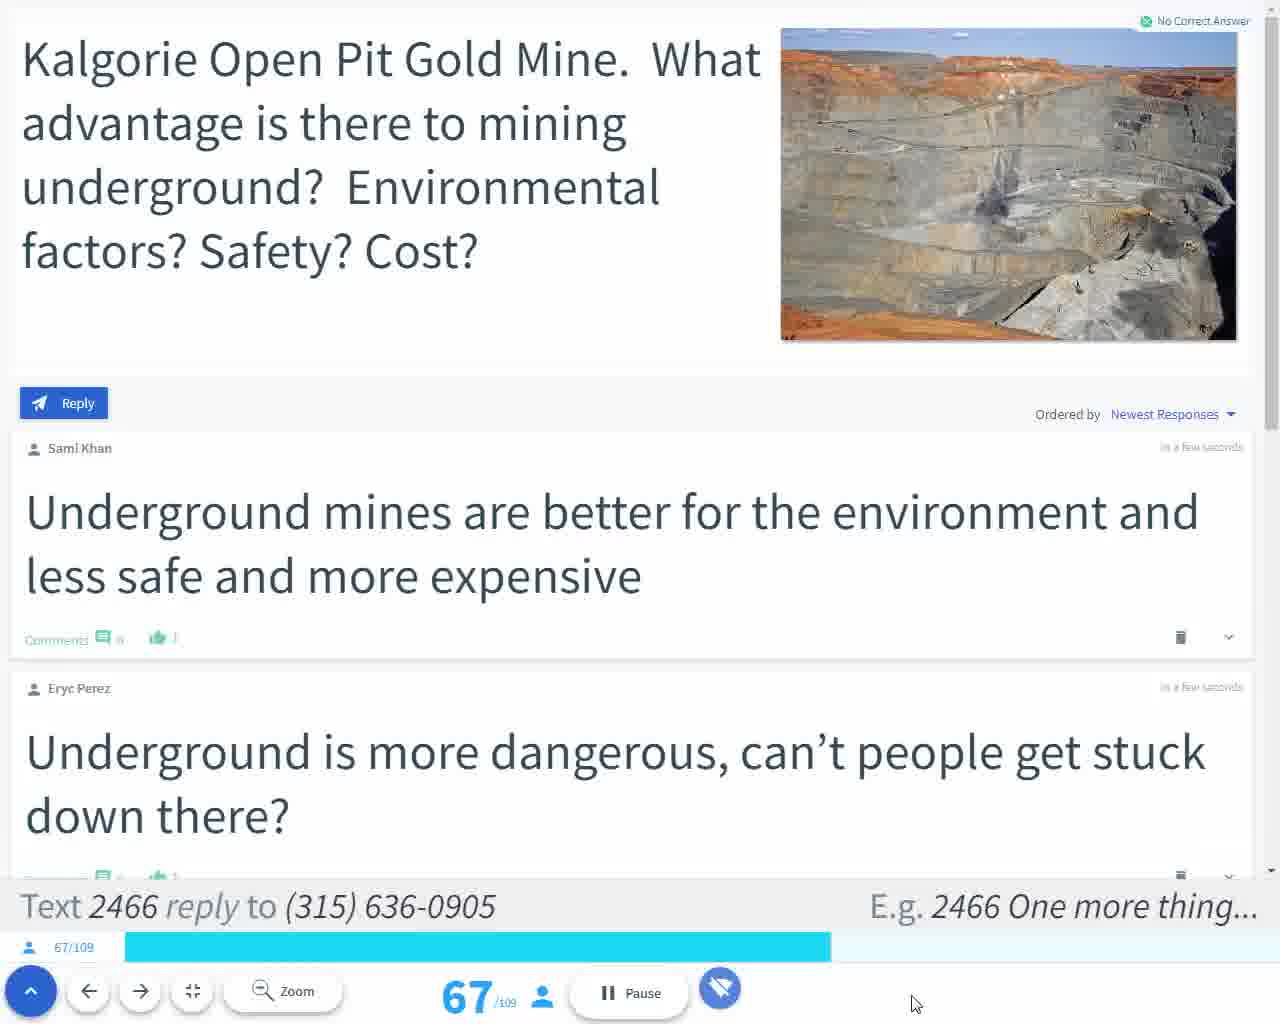 No Correct Answer
Kalgorie Open Pit Gold Mine.  What
advantage is there to mining
underground?  Environmental
factors? Safety? Cost?
Reply
Ordered by Newest Responses
Sami Khan
in a few seconds
Underground mines are better for the environment and
less safe and more expensive
Comments 0 1
Eryc Perez
in a few seconds
Underground is more dangerous, can’t people get stuck
down there?
Text 2466 reply to (315) 636-0905
E.g. 2466 One more thing...
67/109
Zoom
67/109
Pause